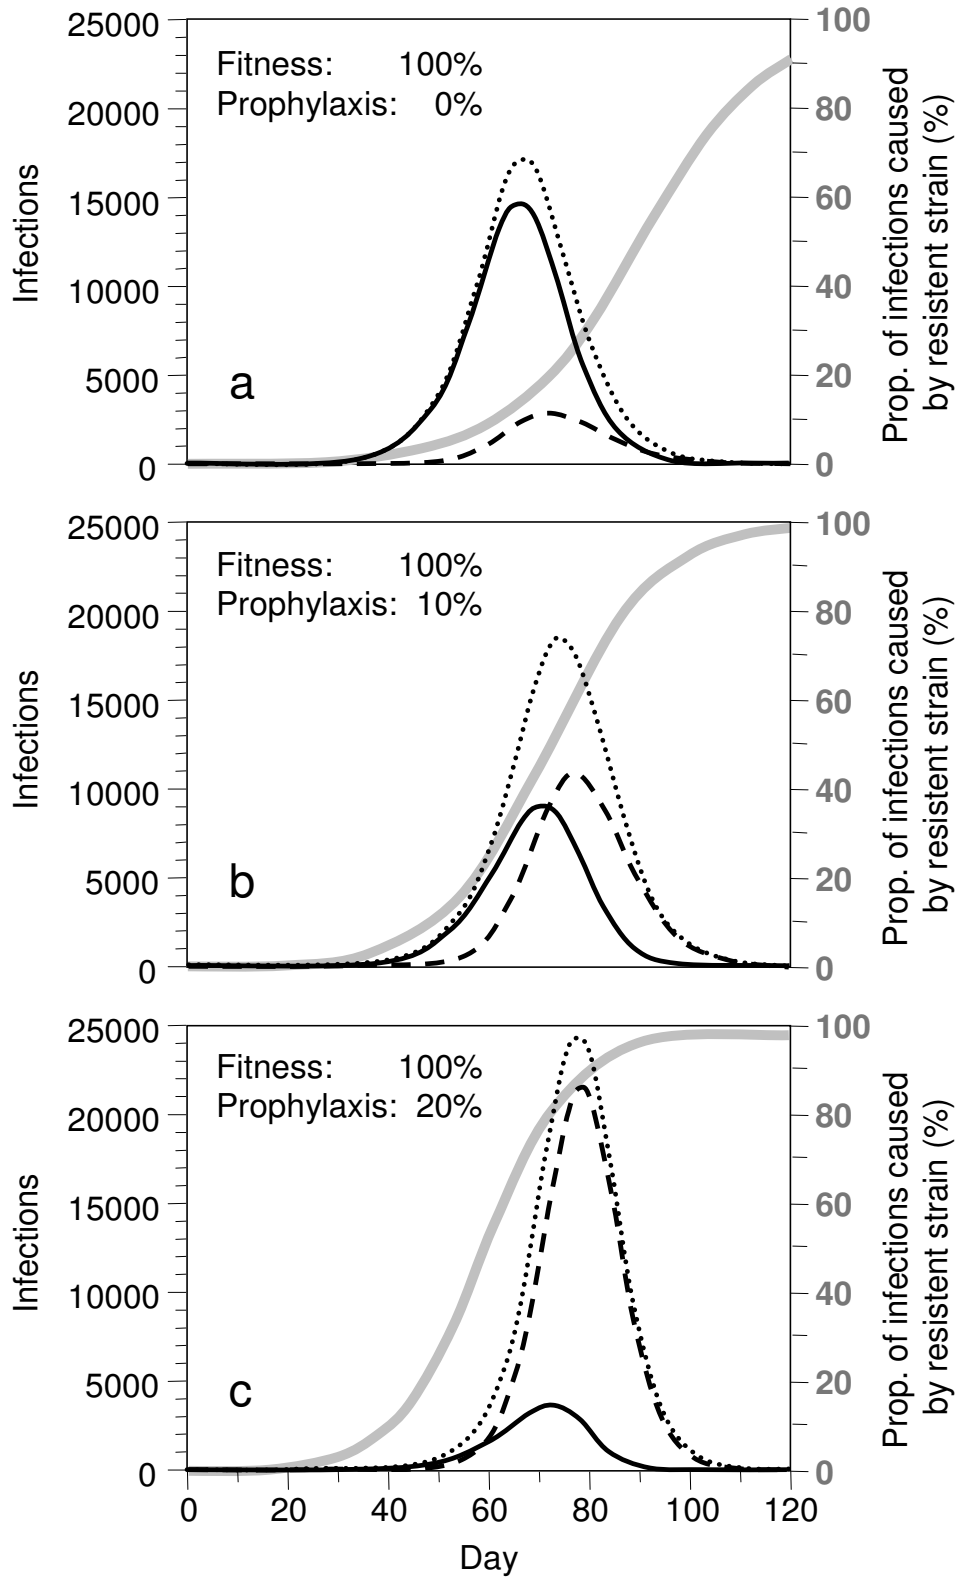 25000
20000
15000
10000
5000
0
Infections
Fitness: 100%
Prophylaxis: 0%
a
100
80
60
40
20
0
Prop. of infections caused
by resistent strain (%)
25000
20000
15000
10000
5000
0
Infections
Fitness: 100%
Prophylaxis: 10%
b
100
80
60
40
20
0
Prop. of infections caused
by resistent strain (%)
25000
20000
15000
10000
5000
0
Infections
Fitness: 100%
Prophylaxis: 20%
c
100
80
60
40
20
0
Prop. of infections caused
by resistent strain (%)
0 20 40 60 80 100 120
Day